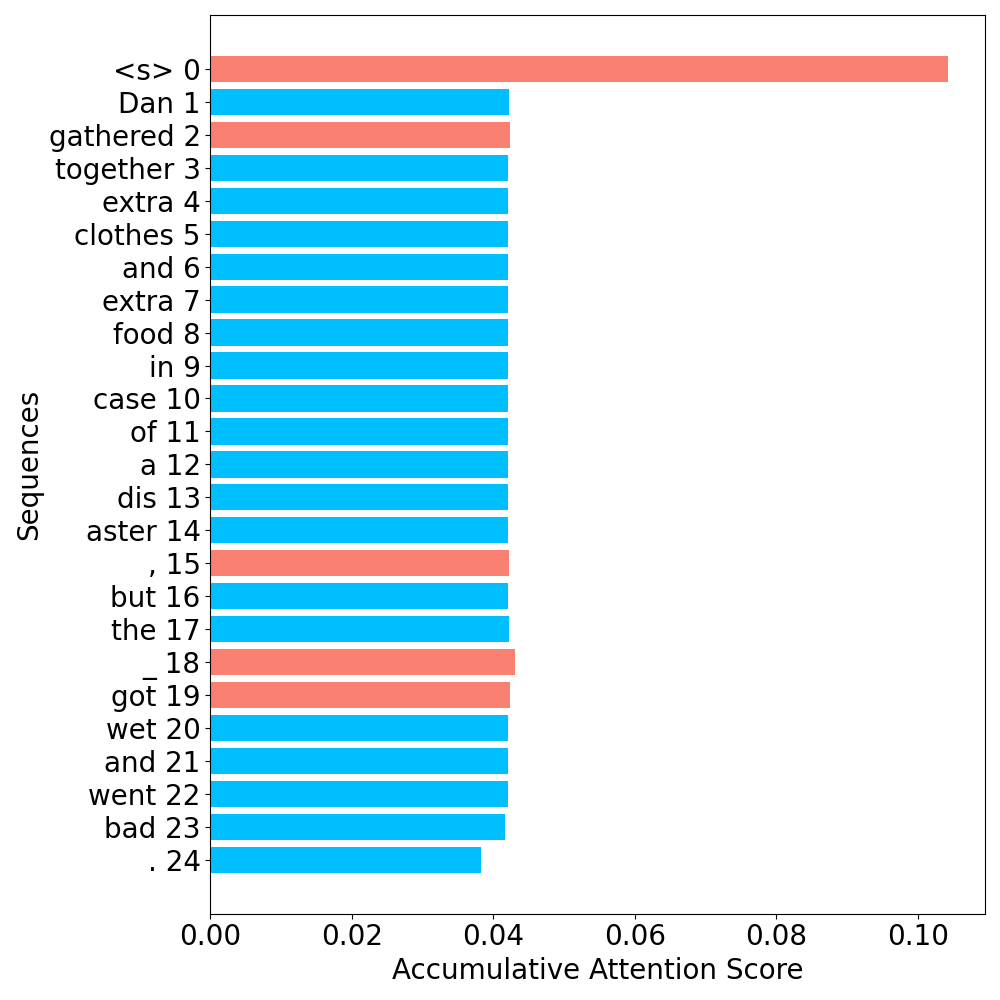 <s> 0
Dan 1
gathered 2
together 3
extra 4
clothes 5
and 6
extra 7
food 8
in 9
case 10
of 11
a 12
dis 13
aster 14
, 15
but 16
the 17
_ 18
got 19
wet 20
and 21
went 22
bad 23
. 24
Sequences
0.00 0.02 0.04 0.06 0.08 0.10
Accumulative Attention Score